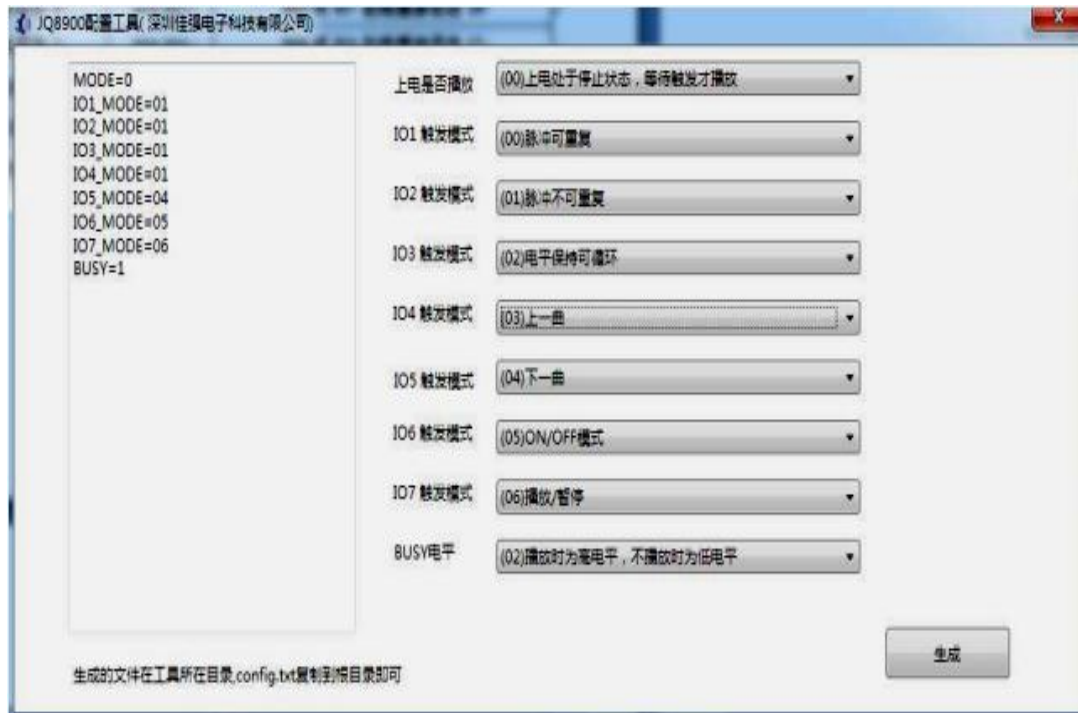 JQ8900配置工具(深圳佳强电子科技有限公司)
MODE=0
IO1_MODE=01
IO2_MODE=01
IO3_MODE=01
IO4_MODE=01
IO5_MODE=04
IO6_MODE=05
IO7_MODE=06
BUSY=1
上电是否播放 (00)上电处于停止状态，等待触发才播放
IO1 触发模式 (00)脉冲可重复
IO2 触发模式 (01)脉冲不可重复
IO3 触发模式 (02)电平保持可循环
IO4 触发模式 (03)上一曲
IO5 触发模式 (04)下一曲
IO6 触发模式 (05)ON/OFF模式
IO7 触发模式 (06)播放/暂停
BUSY电平 (02)播放时为高电平，不播放时为低电平
生成
生成的文件在工具所在目录,config.txt复制到根目录即可